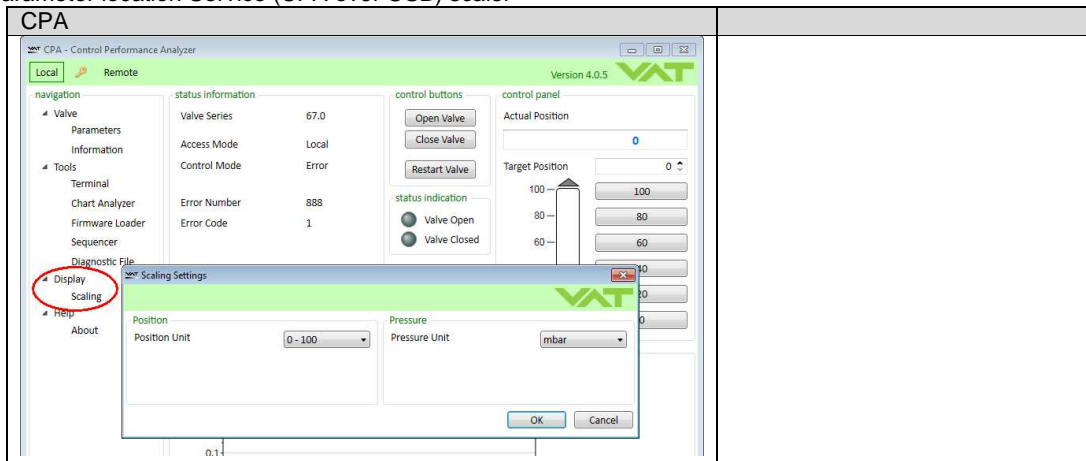 CPA
CPA - Control Performance Analyzer
Local Remote Version 4.0.5 VAT
navigation
Valve
Parameters
Information
Tools
Terminal
Chart Analyzer
Firmware Loader
Sequencer
Diagnostic File
Display
Scaling
Help
About
status information
Valve Series 67.0
Access Mode Local
Control Mode Error
Error Number 888
Error Code 1
control buttons
Open Valve
Close Valve
Restart Valve
status indication
Valve Open
Valve Closed
control panel
Actual Position
0
Target Position 0
100 100
80 80
60 60
Scaling Settings
VAT
Position
Position Unit 0 - 100
Pressure
Pressure Unit mbar
OK Cancel
0.1